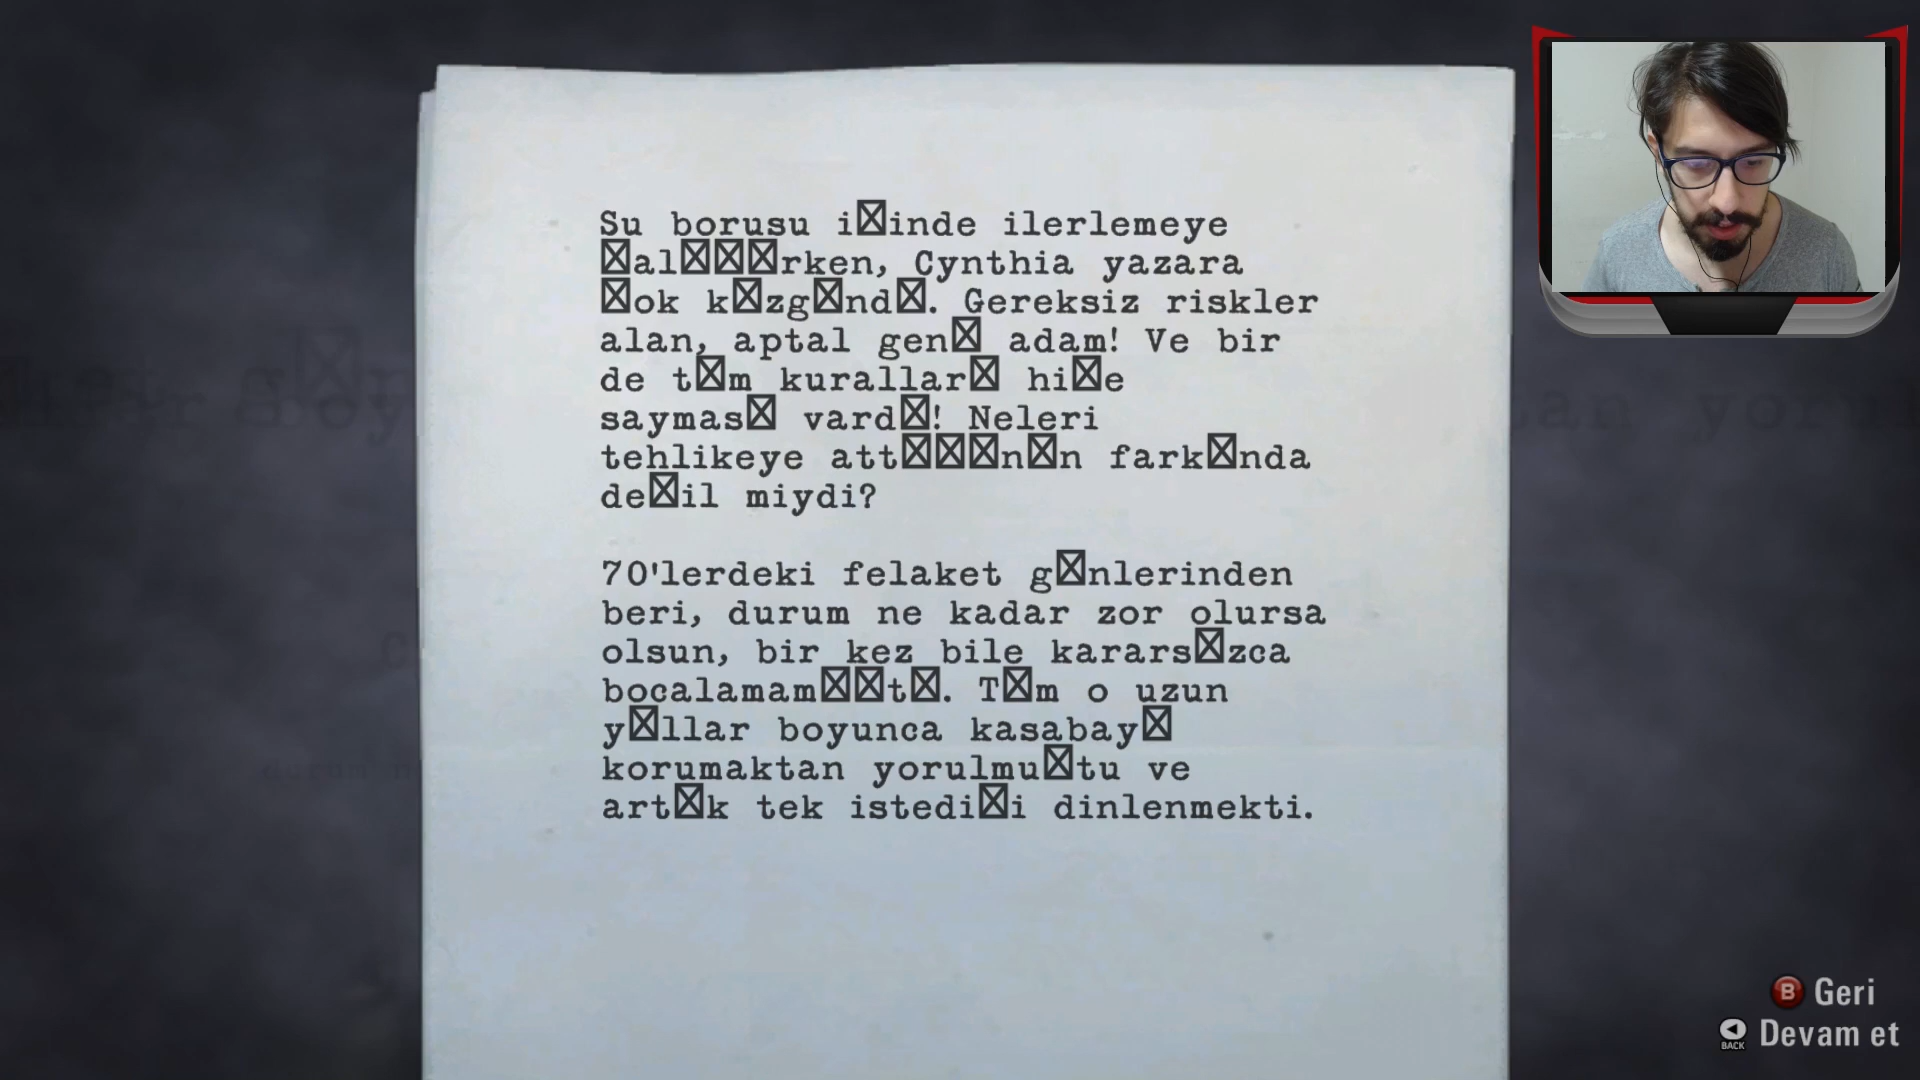 Su borusu i☒inde ilerlemeye
☒al☒☒☒rken, Cynthia yazara
☒ok k☒zg☒nd☒. Gereksiz riskler
alan, aptal gen☒ adam! Ve bir
de t☒m kurallar☒ hi☒e
saymas☒ vard☒! Neleri
tehlikeye att☒☒☒n☒n fark☒nda
de☒il miydi?
70'lerdeki felaket g☒nlerinden
beri, durum ne kadar zor olursa
olsun, bir kez bile karars☒zca
bocalamam☒☒t☒. T☒m o uzun
y☒llar boyunca kasabay☒
korumaktan yorulmu☒tu ve
art☒k tek istedi☒i dinlenmekti.
B Geri
BACK Devam et